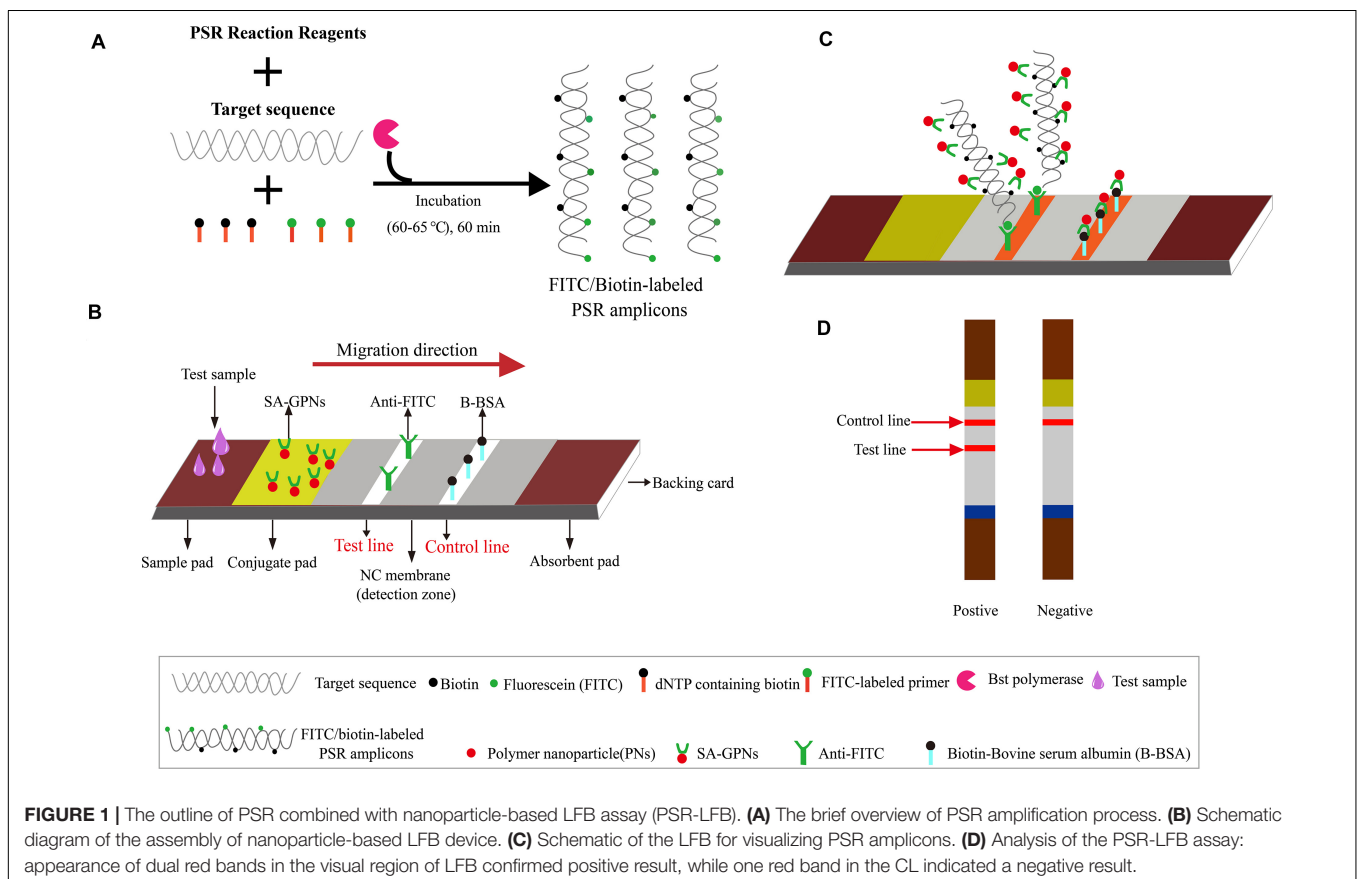 A
PSR Reaction Reagents
+
Target sequence
+
Incubation
(60-65 °C), 60 min
FITC/Biotin-labeled
PSR amplicons
B
Migration direction
Test sample
SA-GPNs
Anti-FITC
B-BSA
Backing card
Sample pad
Conjugate pad
Test line
NC membrane
(detection zone)
Control line
Absorbent pad
C
D
Control line
Test line
Postive
Negative
Target sequence
Biotin
Fluorescein (FITC)
dNTP containing biotin
FITC-labeled primer
Bst polymerase
Test sample
FITC/biotin-labeled
PSR amplicons
Polymer nanoparticle(PNs)
SA-GPNs
Anti-FITC
Biotin-Bovine serum albumin (B-BSA)
FIGURE 1 | The outline of PSR combined with nanoparticle-based LFB assay (PSR-LFB). (A) The brief overview of PSR amplification process. (B) Schematic
diagram of the assembly of nanoparticle-based LFB device. (C) Schematic of the LFB for visualizing PSR amplicons. (D) Analysis of the PSR-LFB assay:
appearance of dual red bands in the visual region of LFB confirmed positive result, while one red band in the CL indicated a negative result.